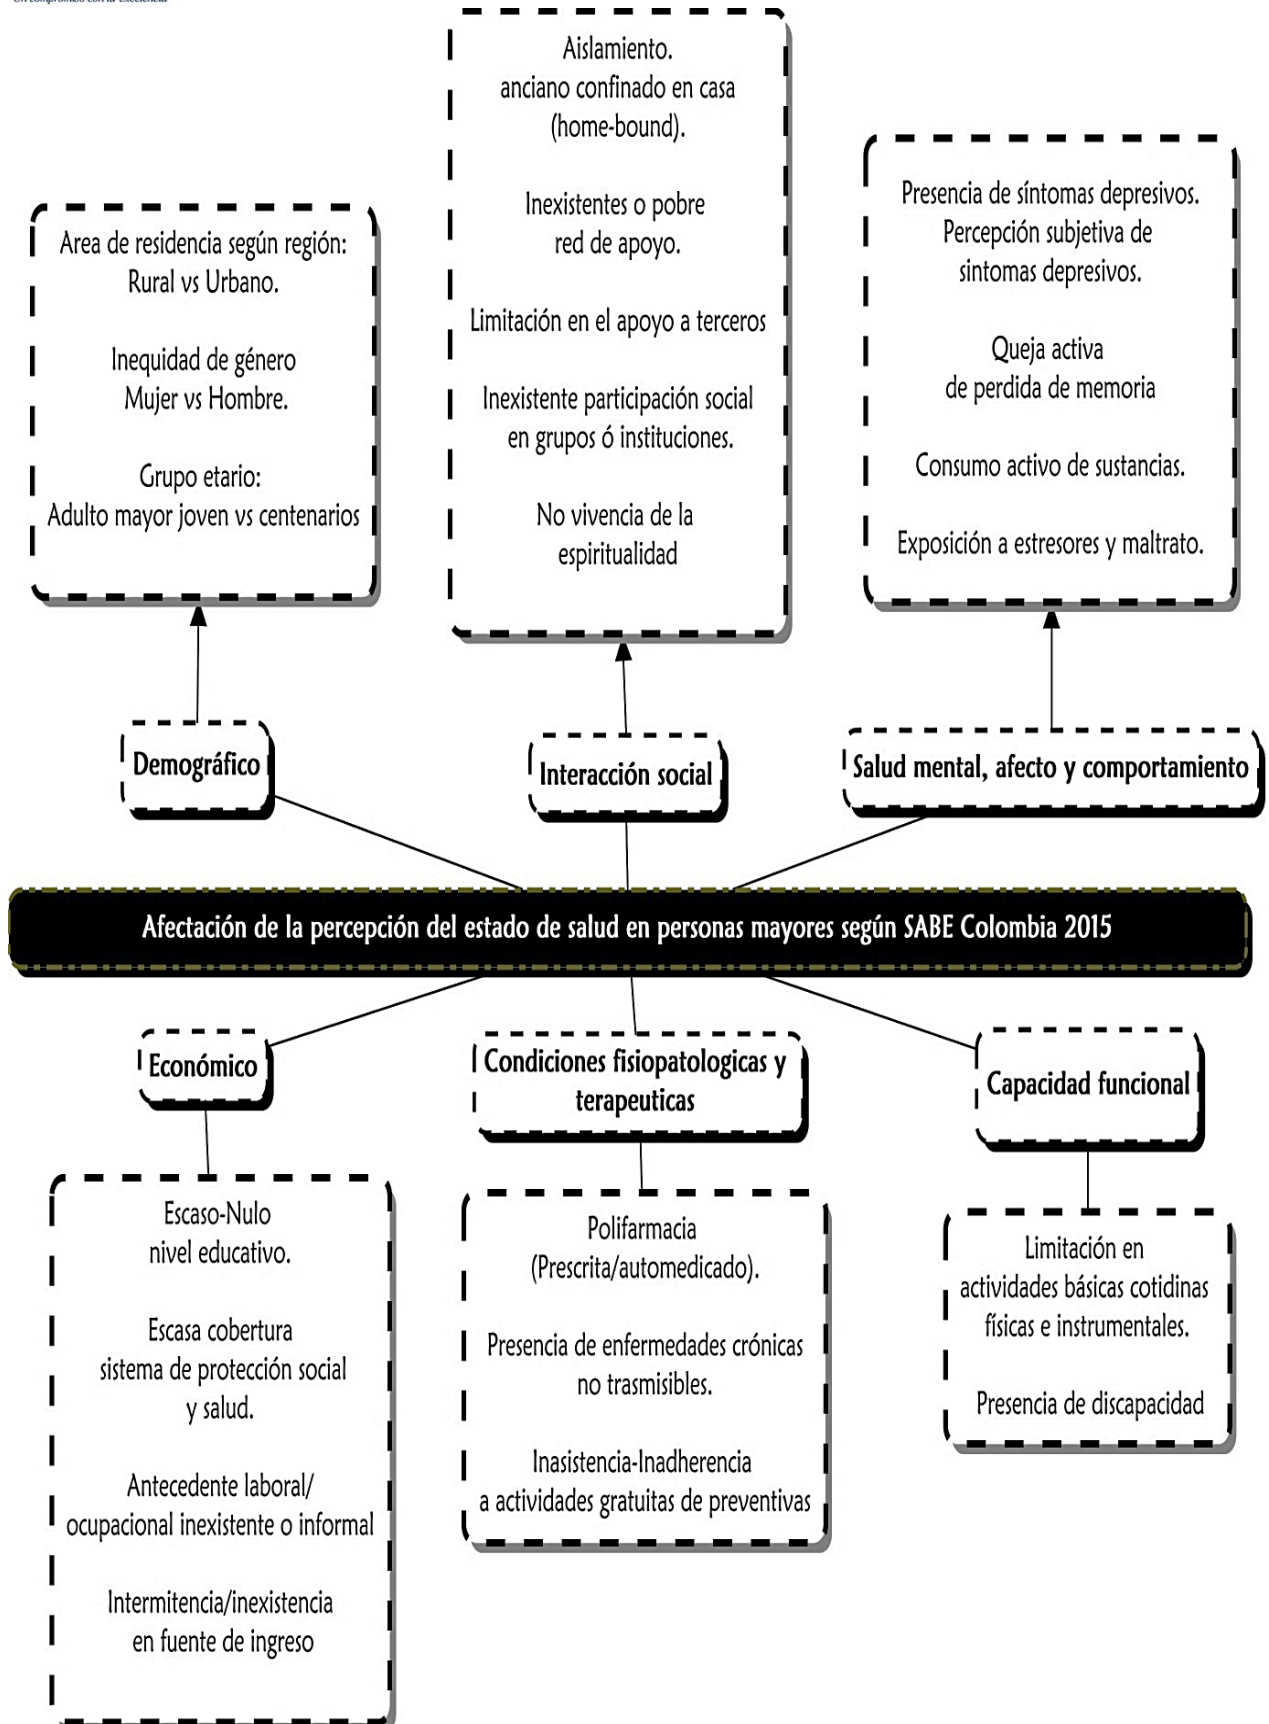 Un compromiso con la excelencia
Aislamiento.
anciano confinado en casa
(home-bound).
Inexistentes o pobre
red de apoyo.
Limitación en el apoyo a terceros
Inexistente participación social
en grupos ó instituciones.
No vivencia de la
espiritualidad
Presencia de síntomas depresivos.
Percepción subjetiva de
sintomas depresivos.
Queja activa
de perdida de memoria
Consumo activo de sustancias.
Exposición a estresores y maltrato.
Area de residencia según región:
Rural vs Urbano.
Inequidad de género
Mujer vs Hombre.
Grupo etario:
Adulto mayor joven vs centenarios
Demográfico
Interacción social
Salud mental, afecto y comportamiento
Afectación de la percepción del estado de salud en personas mayores según SABE Colombia 2015
Económico
Condiciones fisiopatologicas y
terapeuticas
Capacidad funcional
Escaso-Nulo
nivel educativo.
Escasa cobertura
sistema de protección social
y salud.
Antecedente laboral/
ocupacional inexistente o informal
Intermitencia/inexistencia
en fuente de ingreso
Polifarmacia
(Prescrita/automedicado).
Presencia de enfermedades crónicas
no trasmisibles.
Inasistencia-Inadherencia
a actividades gratuitas de preventivas
Limitación en
actividades básicas cotidinas
físicas e instrumentales.
Presencia de discapacidad